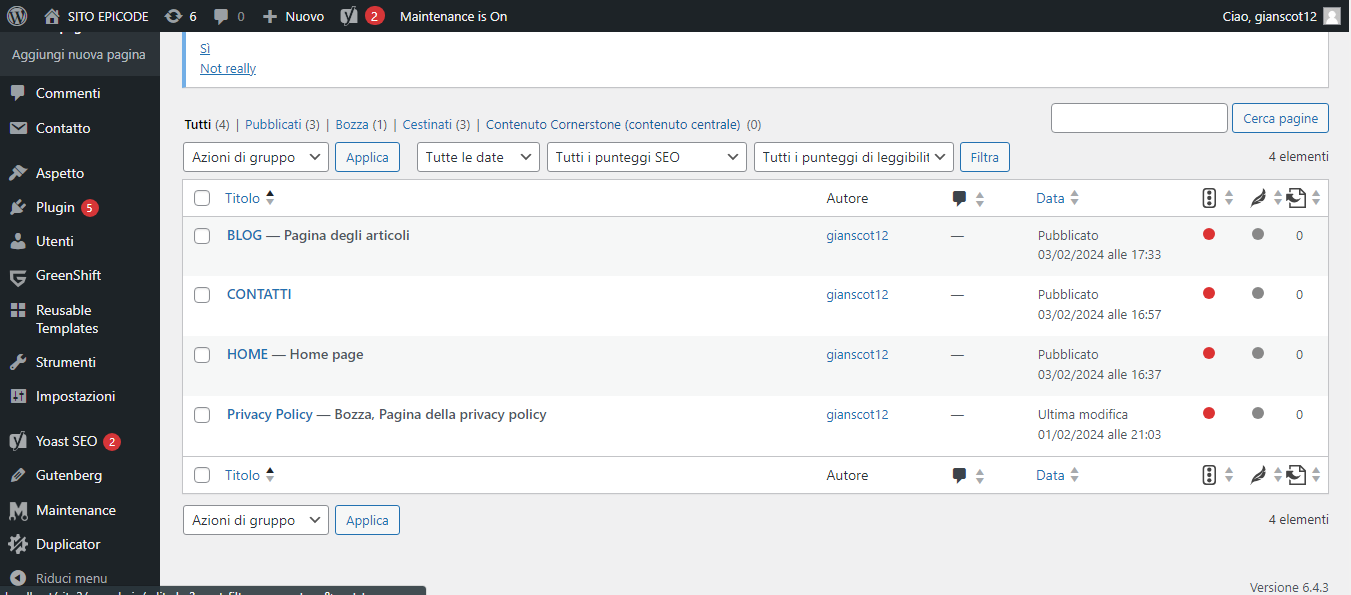 SITO EPICODE 6 0 Nuovo 2 Maintenance is On Ciao, gianscot12
Aggiungi nuova pagina
Commenti
Contatto
Aspetto
Plugin 5
Utenti
GreenShift
Reusable
Templates
Strumenti
Impostazioni
Yoast SEO 2
Gutenberg
Maintenance
Duplicator
Riduci menu
Sì
Not really
Tutti (4) | Pubblicati (3) | Bozza (1) | Cestinati (3) | Contenuto Cornerstone (contenuto centrale) (0)
Cerca pagine
Azioni di gruppo Applica Tutte le date Tutti i punteggi SEO Tutti i punteggi di leggibilit Filtra
4 elementi
Titolo Autore Data
BLOG — Pagina degli articoli gianscot12 — Pubblicato 0
03/02/2024 alle 17:33
CONTATTI gianscot12 — Pubblicato 0
03/02/2024 alle 16:57
HOME — Home page gianscot12 — Pubblicato 0
03/02/2024 alle 16:37
Privacy Policy — Bozza, Pagina della privacy policy gianscot12 — Ultima modifica 0
01/02/2024 alle 21:03
Titolo Autore Data
Azioni di gruppo Applica
4 elementi
Versione 6.4.3